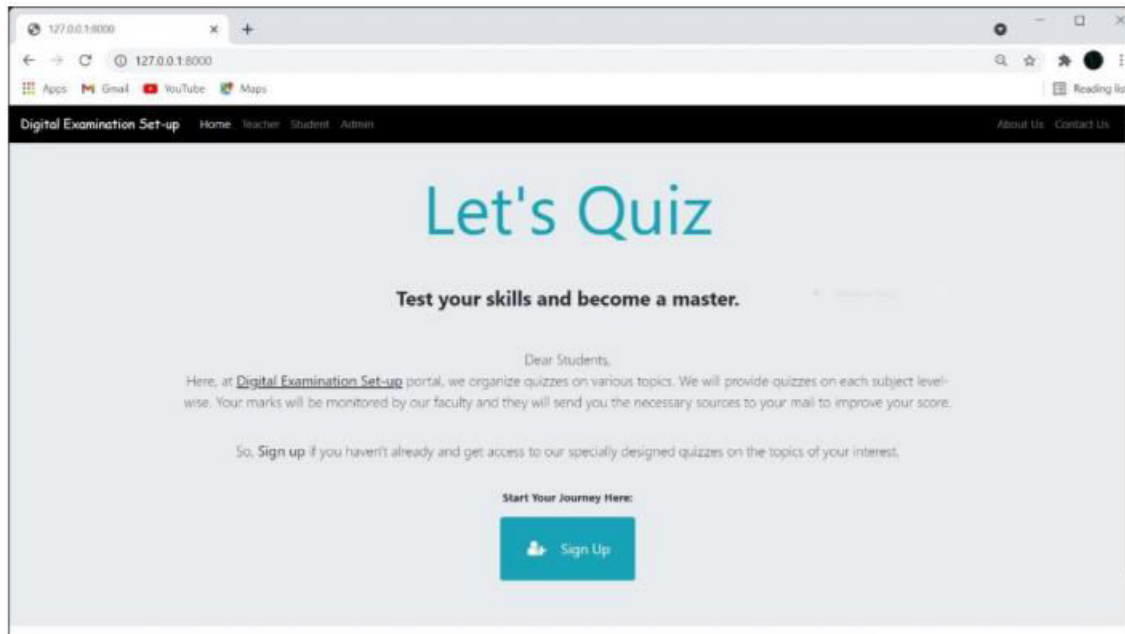 127.0.0.1:8000
127.0.0.1:8000
Apps Gmail YouTube Maps Reading list
Digital Examination Set-up Home Teacher Student Admin About Us Contact Us
Let's Quiz
Test your skills and become a master.
Dear Students,
Here, at Digital Examination Set-up portal, we organize quizzes on various topics. We will provide quizzes on each subject level-
wise. Your marks will be monitored by our faculty and they will send you the necessary sources to your mail to improve your score.
So, Sign up if you haven't already and get access to our specially designed quizzes on the topics of your interest.
Start Your Journey Here:
Sign Up